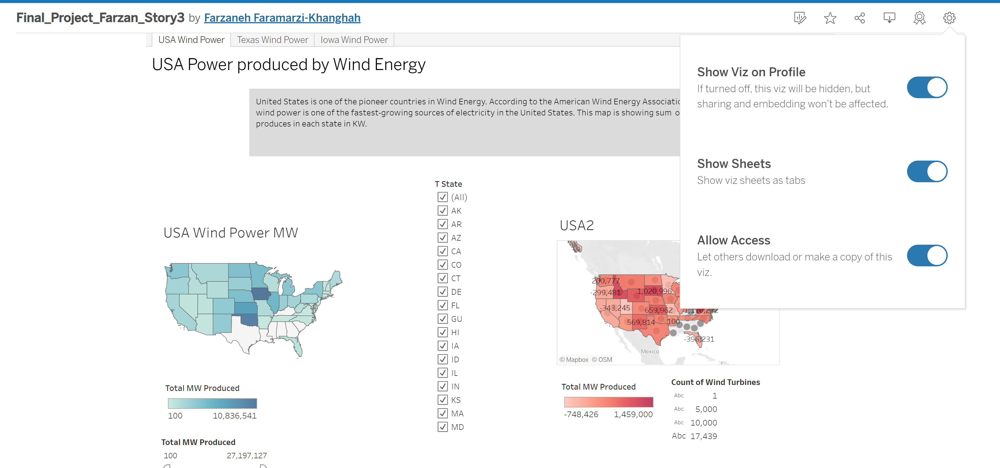 Final_Project_Farzan_Story3 by Farzaneh Faramarzi-Khanghah
USA Wind Power
Texas Wind Power
Iowa Wind Power
USA Power produced by Wind Energy
United States is one of the pioneer countries in Wind Energy. According to the American Wind Energy
wind power is one of the fastest-growing sources of electricity in the United States. This map is showing sum
produces in each state in KW.
Show Viz on Profile
If turned off, this viz will be hidden, but
sharing and embedding won't be affected.
Show Sheets
Show viz sheets as tabs
Allow Access
Let others download or make a copy of this
viz.
USA Wind Power MW
Total MW Produced
100 10,836,541
Total MW Produced
100 27,197,127
T State
(All)
AK
AR
AZ
CA
CO
CT
DE
FL
GU
HI
IA
ID
IL
IN
KS
MA
MD
USA2
200,777
-299,481
1,020,996
-343,245
659,962
569,814
100
-396,231
Mexico
© Mapbox © OSM
Total MW Produced
-748,426 1,459,000
Count of Wind Turbines
Abc 1
Abc 5,000
Abc 10,000
Abc 17,439